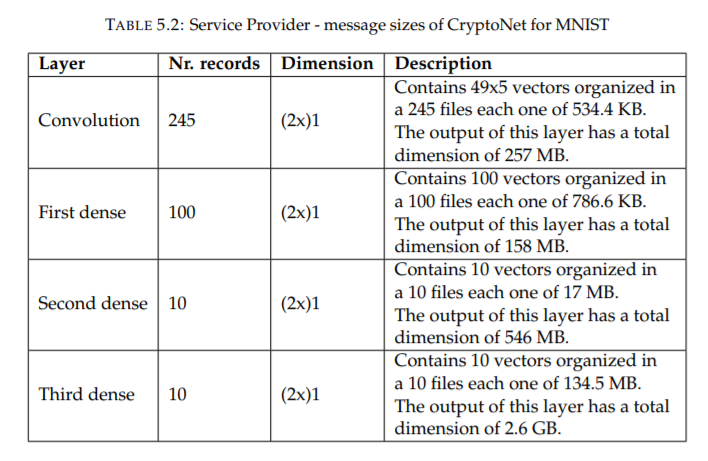 TABLE 5.2: Service Provider - message sizes of CryptoNet for MNIST
Layer Nr. records Dimension Description
Contains 49x5 vectors organized in
a 245 files each one of 534.4 KB.
Convolution 245 (2x)1
The output of this layer has a total
dimension of 257 MB.
Contains 100 vectors organized in
a 100 files each one of 786.6 KB.
First dense 100 (2x)1
The output of this layer has a total
dimension of 158 MB.
Contains 10 vectors organized in
a 10 files each one of 17 MB.
Second dense 10 (2x)1
The output of this layer has a total
dimension of 546 MB.
Contains 10 vectors organized in
a 10 files each one of 134.5 MB.
Third dense 10 (2x)1
The output of this layer has a total
dimension of 2.6 GB.